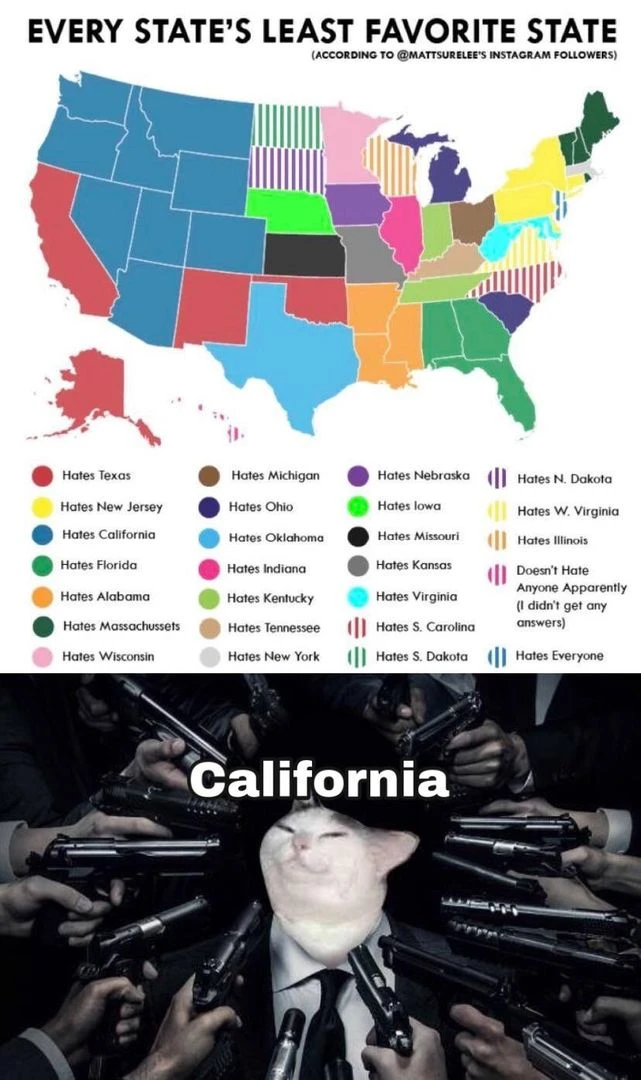 EVERY STATE'S LEAST FAVORITE STATE
(ACCORDING TO @MATTSURELEE'S INSTAGRAM FOLLOWERS)
Hates Texas
Hates New Jersey
Hates California
Hates Florida
Hates Alabama
Hates Massachussets
Hates Wisconsin
Hates Michigan
Hates Ohio
Hates Oklahoma
Hates Indiana
Hates Kentucky
Hates Tennessee
Hates New York
Hates Nebraska
Hates Iowa
Hates Missouri
Hates Kansas
Hates Virginia
Hates S. Carolina
Hates S. Dakota
Hates N. Dakota
Hates W. Virginia
Hates Illinois
Doesn't Hate
Anyone Apparently
(I didn't get any
answers)
Hates Everyone
California